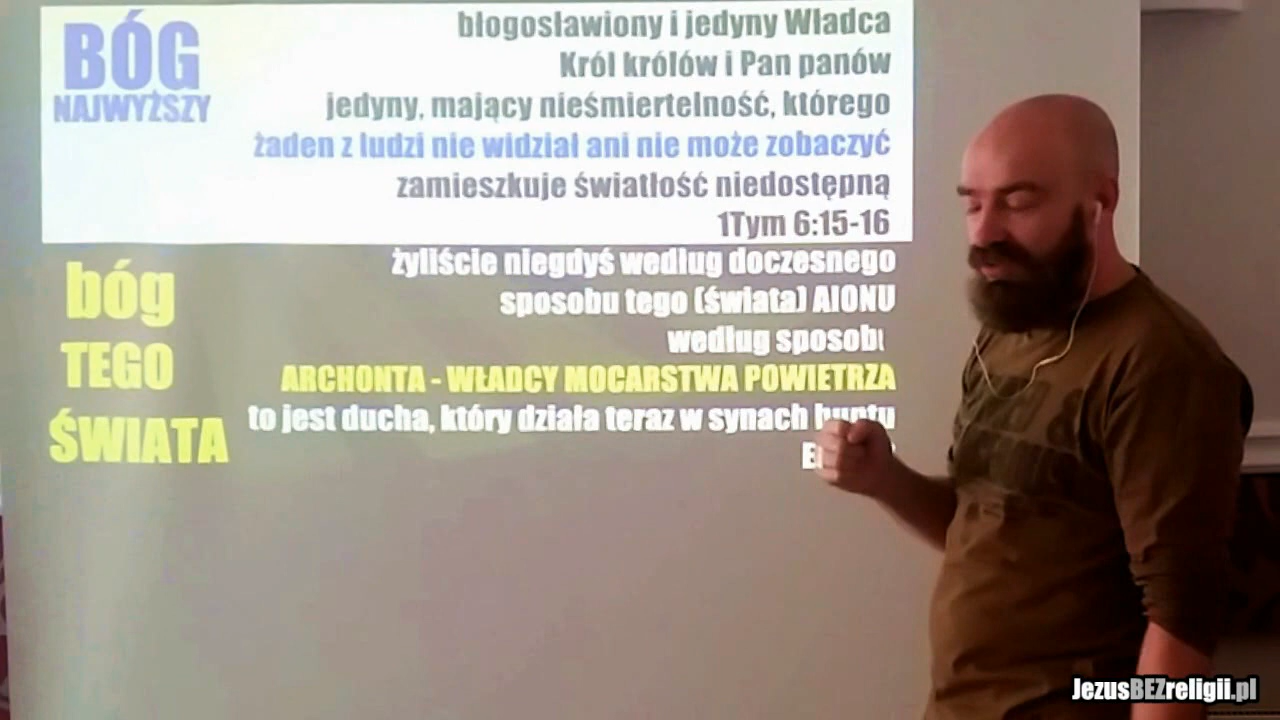 BÓG
NAJWYŻSZY
błogosławiony i jedyny Władca
Król królów i Pan panów
jedyny, mający nieśmiertelność, którego
żaden z ludzi nie widział ani nie może zobaczyć
zamieszkuje światłość niedostępną
1Tym 6:15-16
bóg
TEGO
ŚWIATA
żyliście niegdyś według doczesnego
sposobu tego (świata) AIONU
według
ARCHONTA - WŁADCY MOCARSTWA POWIETRZA
to jest ducha, który działa teraz w synach
JezusBEZreligii.pl